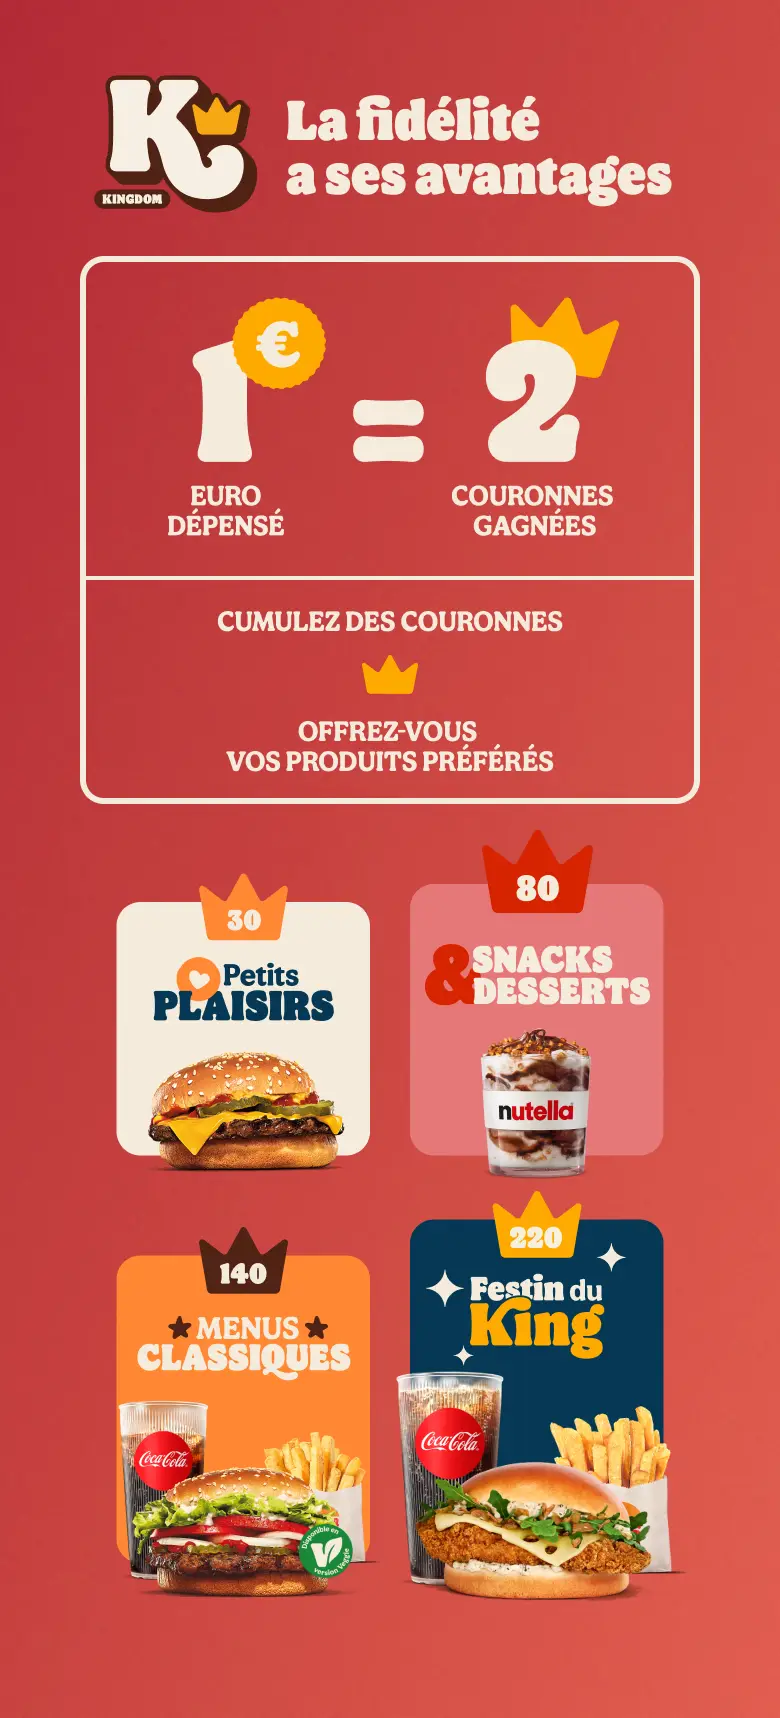 K
KINGDOM
La fidélité
a ses avantages
1 €
=
2
EURO
DÉPENSÉ
COURONNES
GAGNÉES
CUMULEZ DES COURONNES
OFFREZ-VOUS
VOS PRODUITS PRÉFÉRÉS
30
Petits
PLAISIRS
80
& SNACKS
DESSERTS
nutella
140
MENUS
CLASSIQUES
Coca-Cola
Disponible en
version Veggie
220
Festin du
King
Coca-Cola